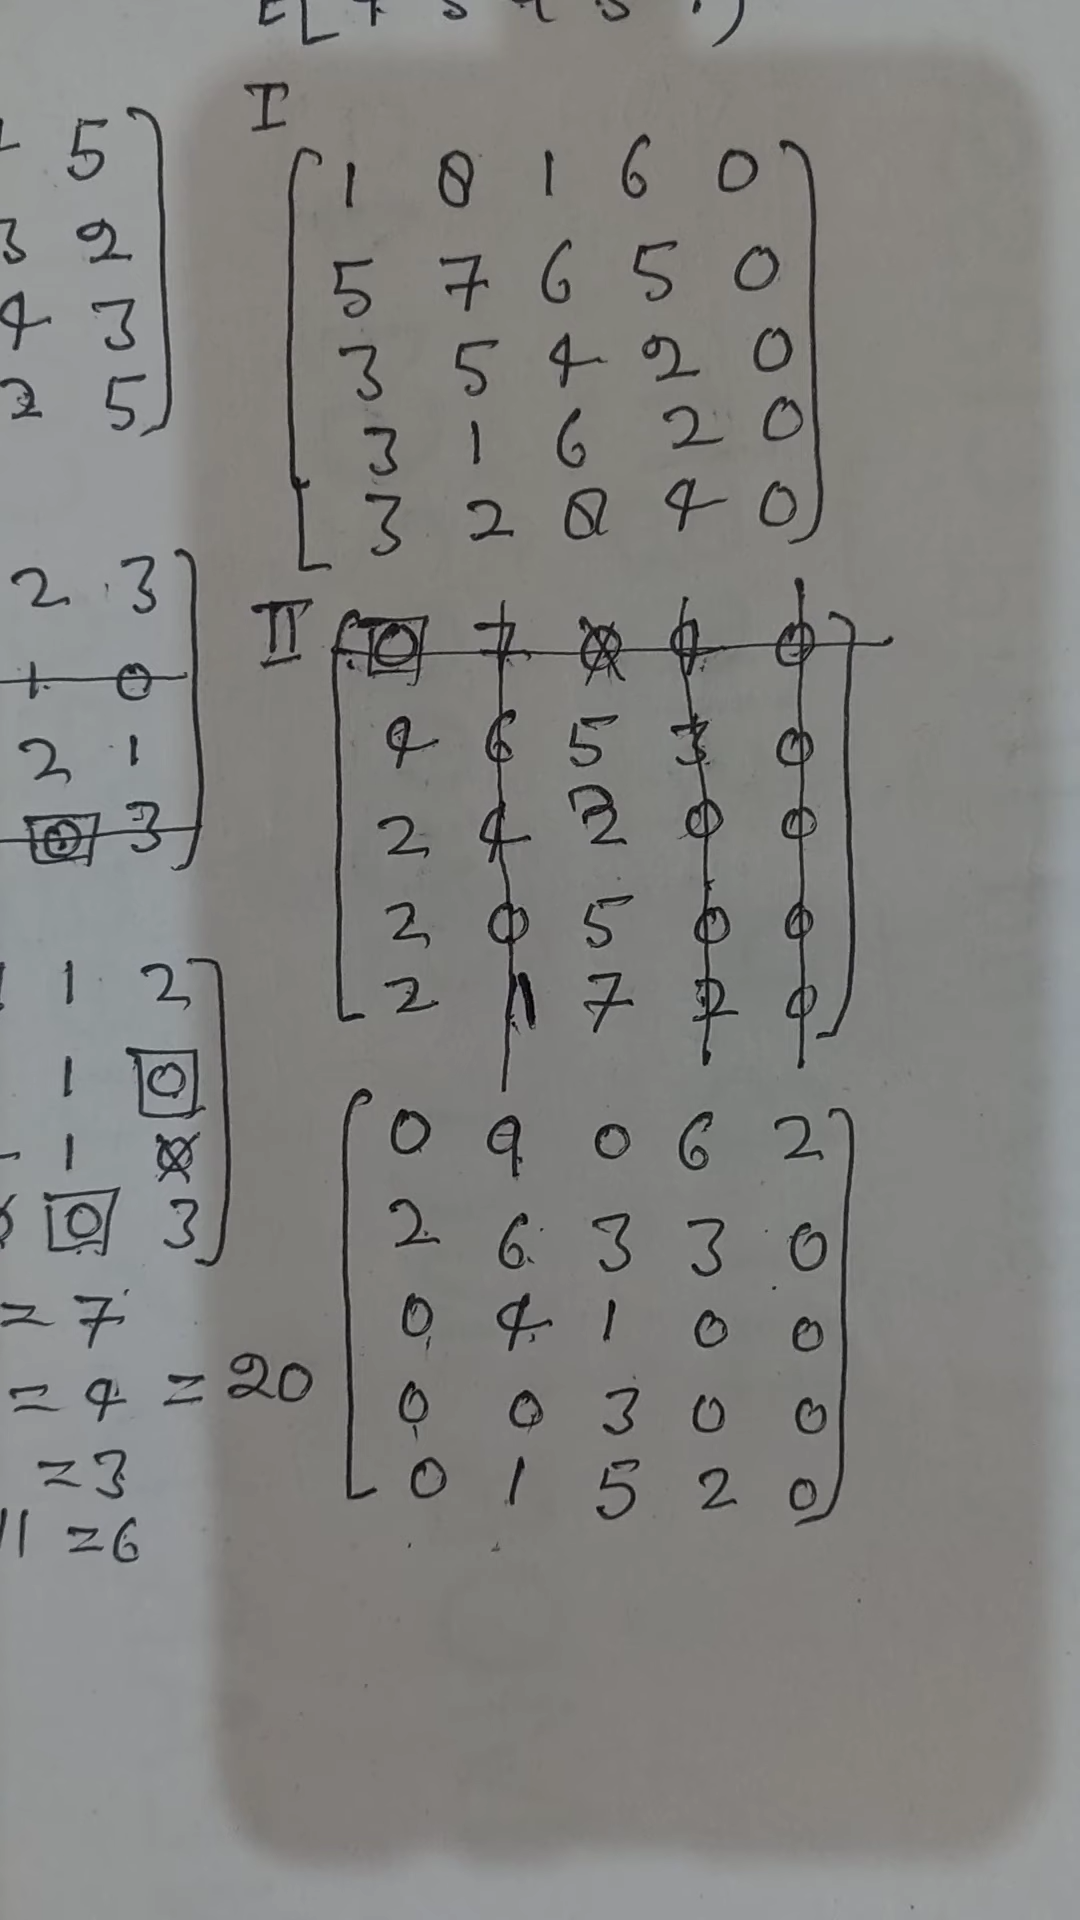 I
1 8 1 6 0
5 7 6 5 0
3 5 4 2 0
3 1 6 2 0
3 2 8 4 0
II
0 7 0 4 0
4 6 5 3 0
2 4 3 0 0
2 0 5 0 0
2 1 7 2 0
0 9 0 6 2
2 6 3 3 0
0 4 1 0 0
0 0 3 0 0
0 1 5 2 0
5
3 2
4 3
2 5
2 3
1 0
2 1
0 3
1 2
1 0
1 0
0 3
= 7
= 4 = 20
= 3
11 = 6